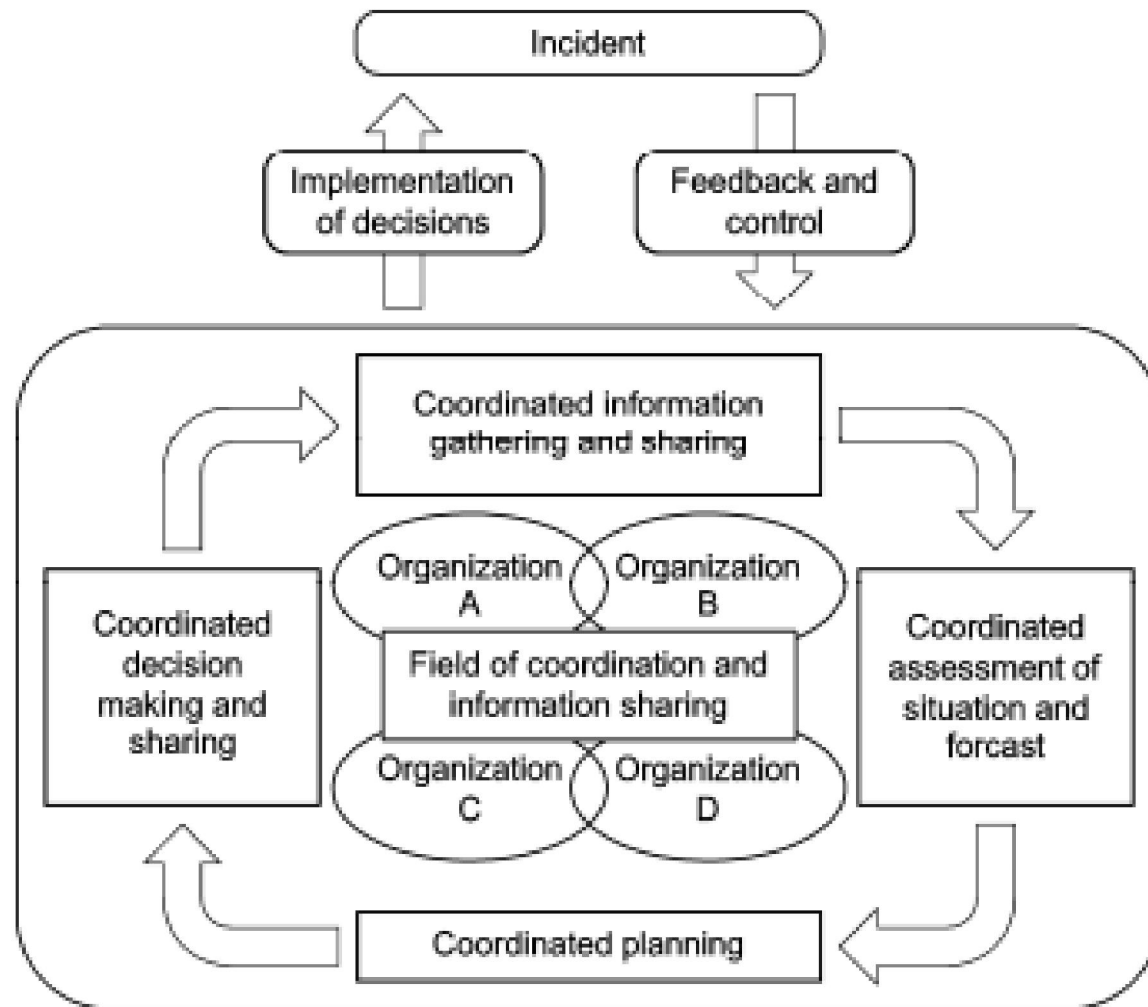 Incident
Implementation
of decisions
Feedback and
control
Coordinated information
gathering and sharing
Organization
A
Organization
B
Coordinated
decision
making and
sharing
Field of coordination and
information sharing
Coordinated
assessment of
situation and
forcast
Organization
C
Organization
D
Coordinated planning